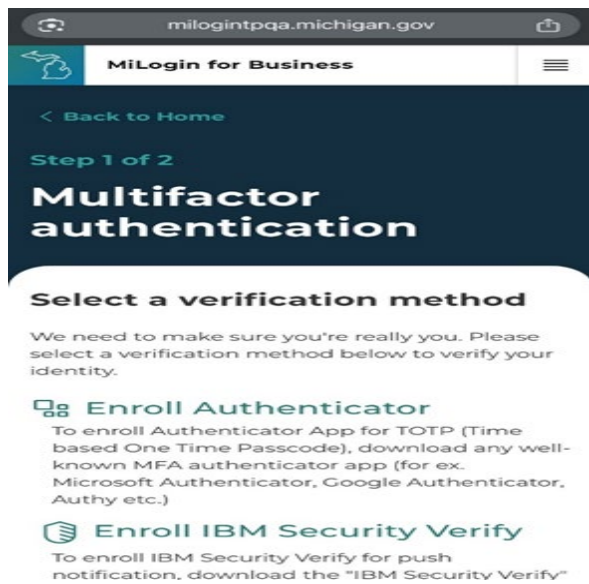 milogintpqa.michigan.gov
MiLogin for Business
< Back to Home
Step 1 of 2
Multifactor
authentication
Select a verification method
We need to make sure you're really you. Please
select a verification method below to verify your
identity.
Enroll Authenticator
To enroll Authenticator App for TOTP (Time
based One Time Passcode), download any well-
known MFA authenticator app (for ex.
Microsoft Authenticator, Google Authenticator,
Authy etc.)
Enroll IBM Security Verify
To enroll IBM Security Verify for push
notification, download the "IBM Security Verify"